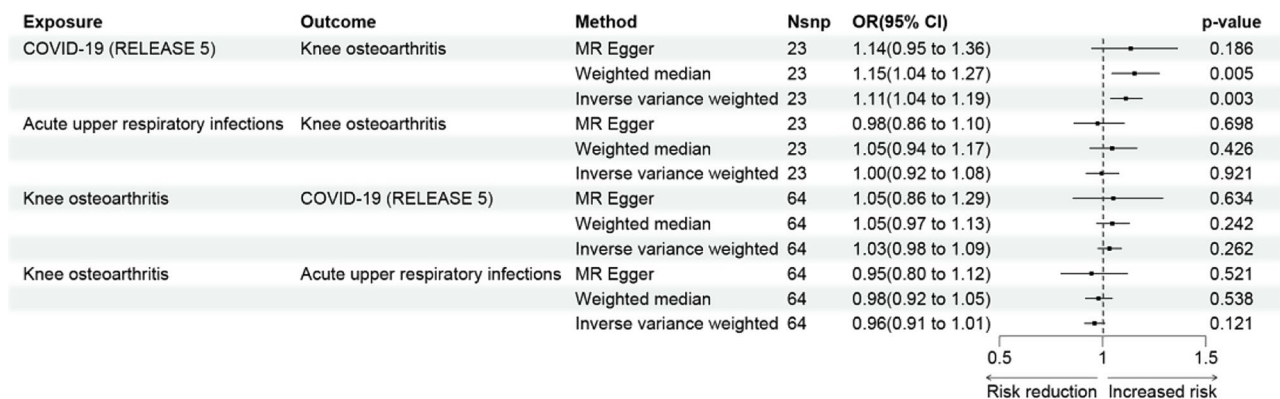 Exposure Outcome Method Nsnp OR(95% CI) p-value
COVID-19 (RELEASE 5) Knee osteoarthritis MR Egger 23 1.14(0.95 to 1.36) 0.186
Weighted median 23 1.15(1.04 to 1.27) 0.005
Inverse variance weighted 23 1.11(1.04 to 1.19) 0.003
Acute upper respiratory infections Knee osteoarthritis MR Egger 23 0.98(0.86 to 1.10) 0.698
Weighted median 23 1.05(0.94 to 1.17) 0.426
Inverse variance weighted 23 1.00(0.92 to 1.08) 0.921
Knee osteoarthritis COVID-19 (RELEASE 5) MR Egger 64 1.05(0.86 to 1.29) 0.634
Weighted median 64 1.05(0.97 to 1.13) 0.242
Inverse variance weighted 64 1.03(0.98 to 1.09) 0.262
Knee osteoarthritis Acute upper respiratory infections MR Egger 64 0.95(0.80 to 1.12) 0.521
Weighted median 64 0.98(0.92 to 1.05) 0.538
Inverse variance weighted 64 0.96(0.91 to 1.01) 0.121
0.5 1 1.5
Risk reduction Increased risk